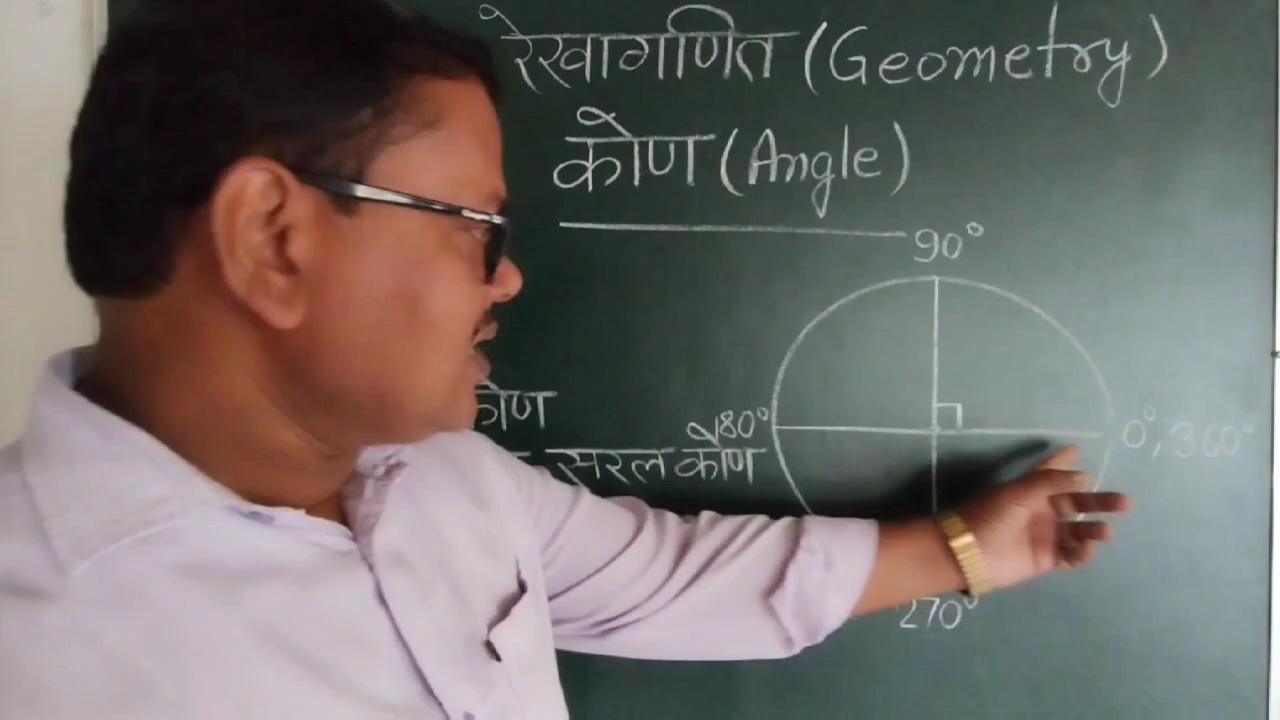 रेखागणित (Geometry)
कोण (Angle)
90°
180°
0°, 360°
सरल कोण
270°